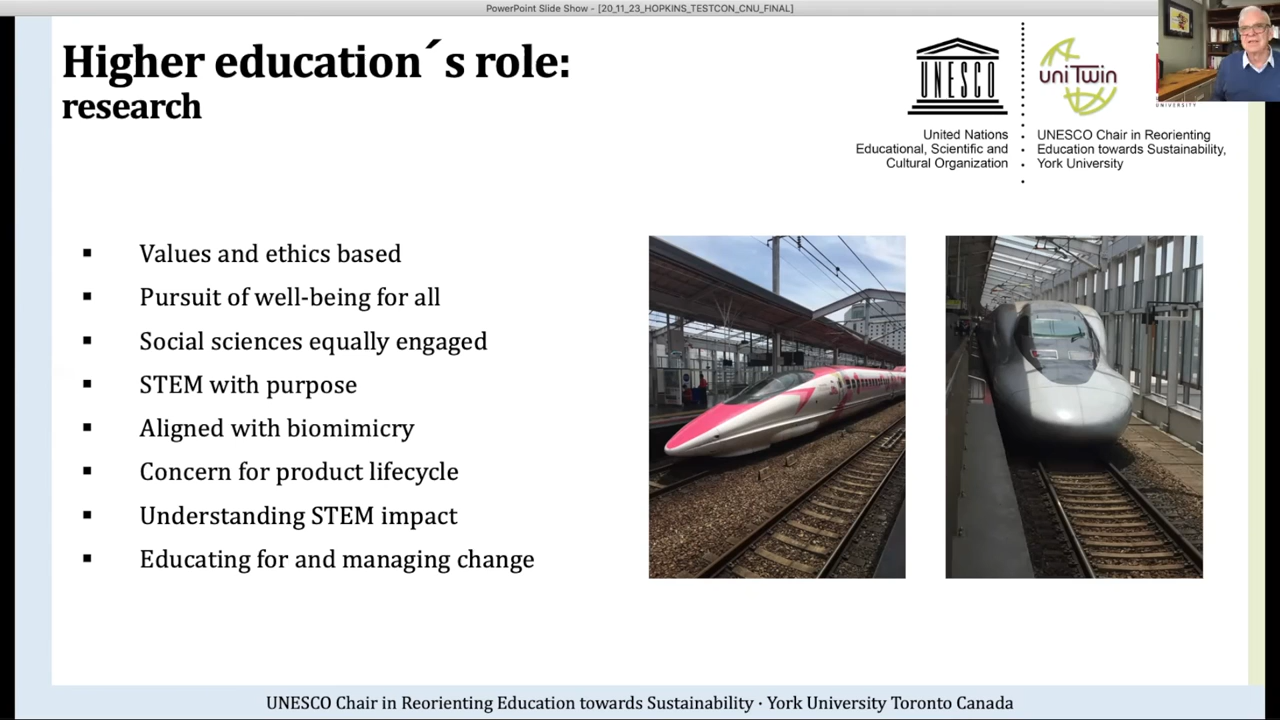 PowerPoint Slide Show - [20_11_23_HOPKINS_TESTCON_CNU_FINAL]
Higher education´s role:
research
UNESCO
United Nations
Educational, Scientific and
Cultural Organization
uniTwin
UNIVERSITY
UNESCO Chair in Reorienting
Education towards Sustainability,
York University
▪ Values and ethics based
▪ Pursuit of well-being for all
▪ Social sciences equally engaged
▪ STEM with purpose
▪ Aligned with biomimicry
▪ Concern for product lifecycle
▪ Understanding STEM impact
▪ Educating for and managing change
UNESCO Chair in Reorienting Education towards Sustainability · York University Toronto Canada